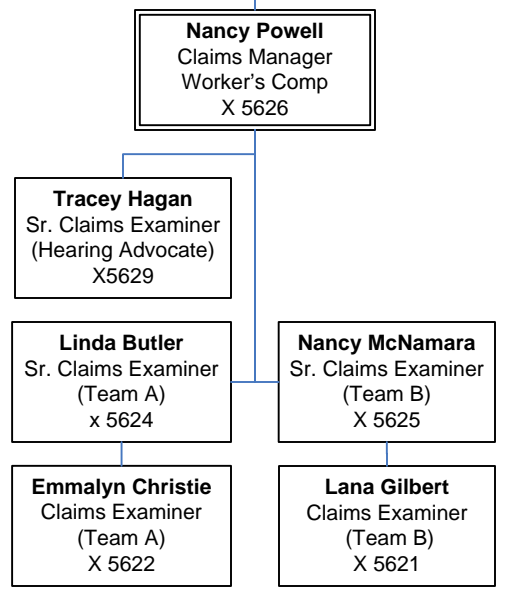 Nancy Powell
Claims Manager
Worker's Comp
X 5626
Tracey Hagan
Sr. Claims Examiner
(Hearing Advocate)
X5629
Linda Butler
Sr. Claims Examiner
(Team A)
x 5624
Nancy McNamara
Sr. Claims Examiner
(Team B)
X 5625
Emmalyn Christie
Claims Examiner
(Team A)
X 5622
Lana Gilbert
Claims Examiner
(Team B)
X 5621